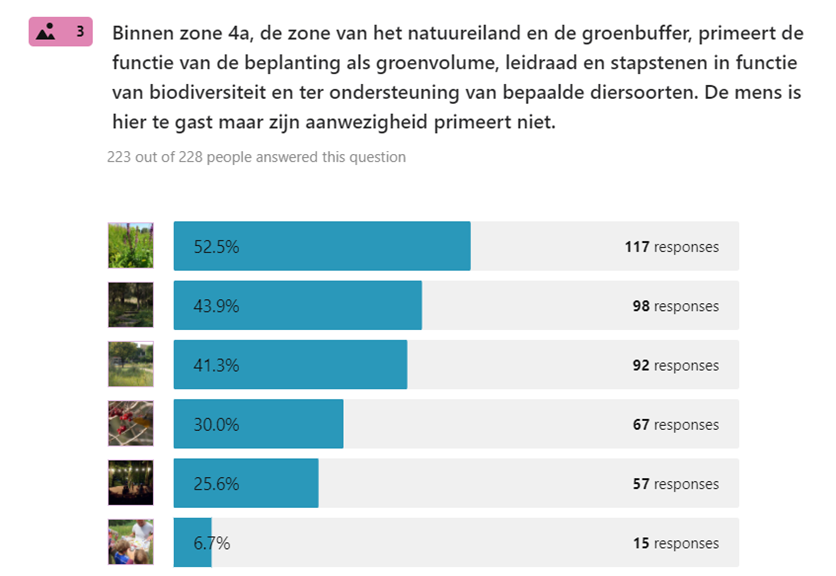 3
Binnen zone 4a, de zone van het natuureiland en de groenbuffer, primeert de
functie van de beplanting als groenvolume, leidraad en stapstenen in functie
van biodiversiteit en ter ondersteuning van bepaalde diersoorten. De mens is
hier te gast maar zijn aanwezigheid primeert niet.
223 out of 228 people answered this question
52.5% 117 responses
43.9% 98 responses
41.3% 92 responses
30.0% 67 responses
25.6% 57 responses
6.7% 15 responses